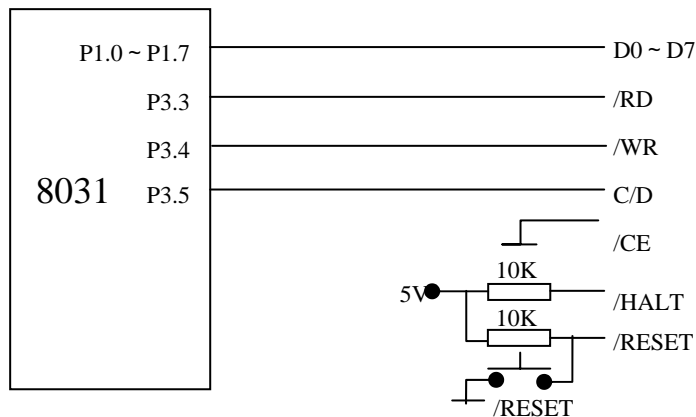 P1.0 ~ P1.7 D0 ~ D7
P3.3 /RD
P3.4 /WR
8031 P3.5 C/D
/CE
10K
5V /HALT
10K
/RESET
/RESET